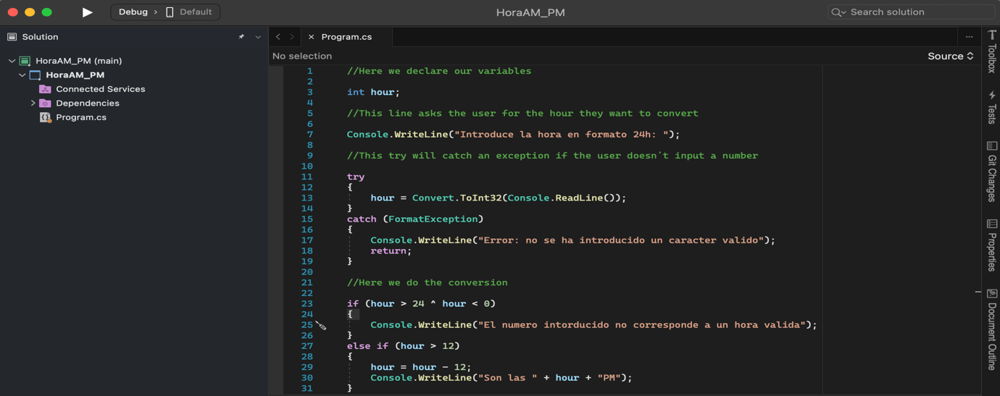 Debug › Default
HoraAM_PM
Search solution
Solution
HoraAM_PM (main)
HoraAM_PM
Connected Services
Dependencies
Program.cs
Program.cs
No selection
Source
1 //Here we declare our variables
2
3 int hour;
4
5 //This line asks the user for the hour they want to convert
6
7 Console.WriteLine("Introduce la hora en formato 24h: ");
8
9 //This try will catch an exception if the user doesn´t input a number
10
11 try
12 {
13 hour = Convert.ToInt32(Console.ReadLine());
14 }
15 catch (FormatException)
16 {
17 Console.WriteLine("Error: no se ha introducido un caracter valido");
18 return;
19 }
20
21 //Here we do the conversion
22
23 if (hour > 24 ^ hour < 0)
24 {
25 Console.WriteLine("El numero intorducido no corresponde a un hora valida");
26 }
27 else if (hour > 12)
28 {
29 hour = hour - 12;
30 Console.WriteLine("Son las " + hour + "PM");
31 }
Toolbox
Tests
Git Changes
Properties
Document Outline